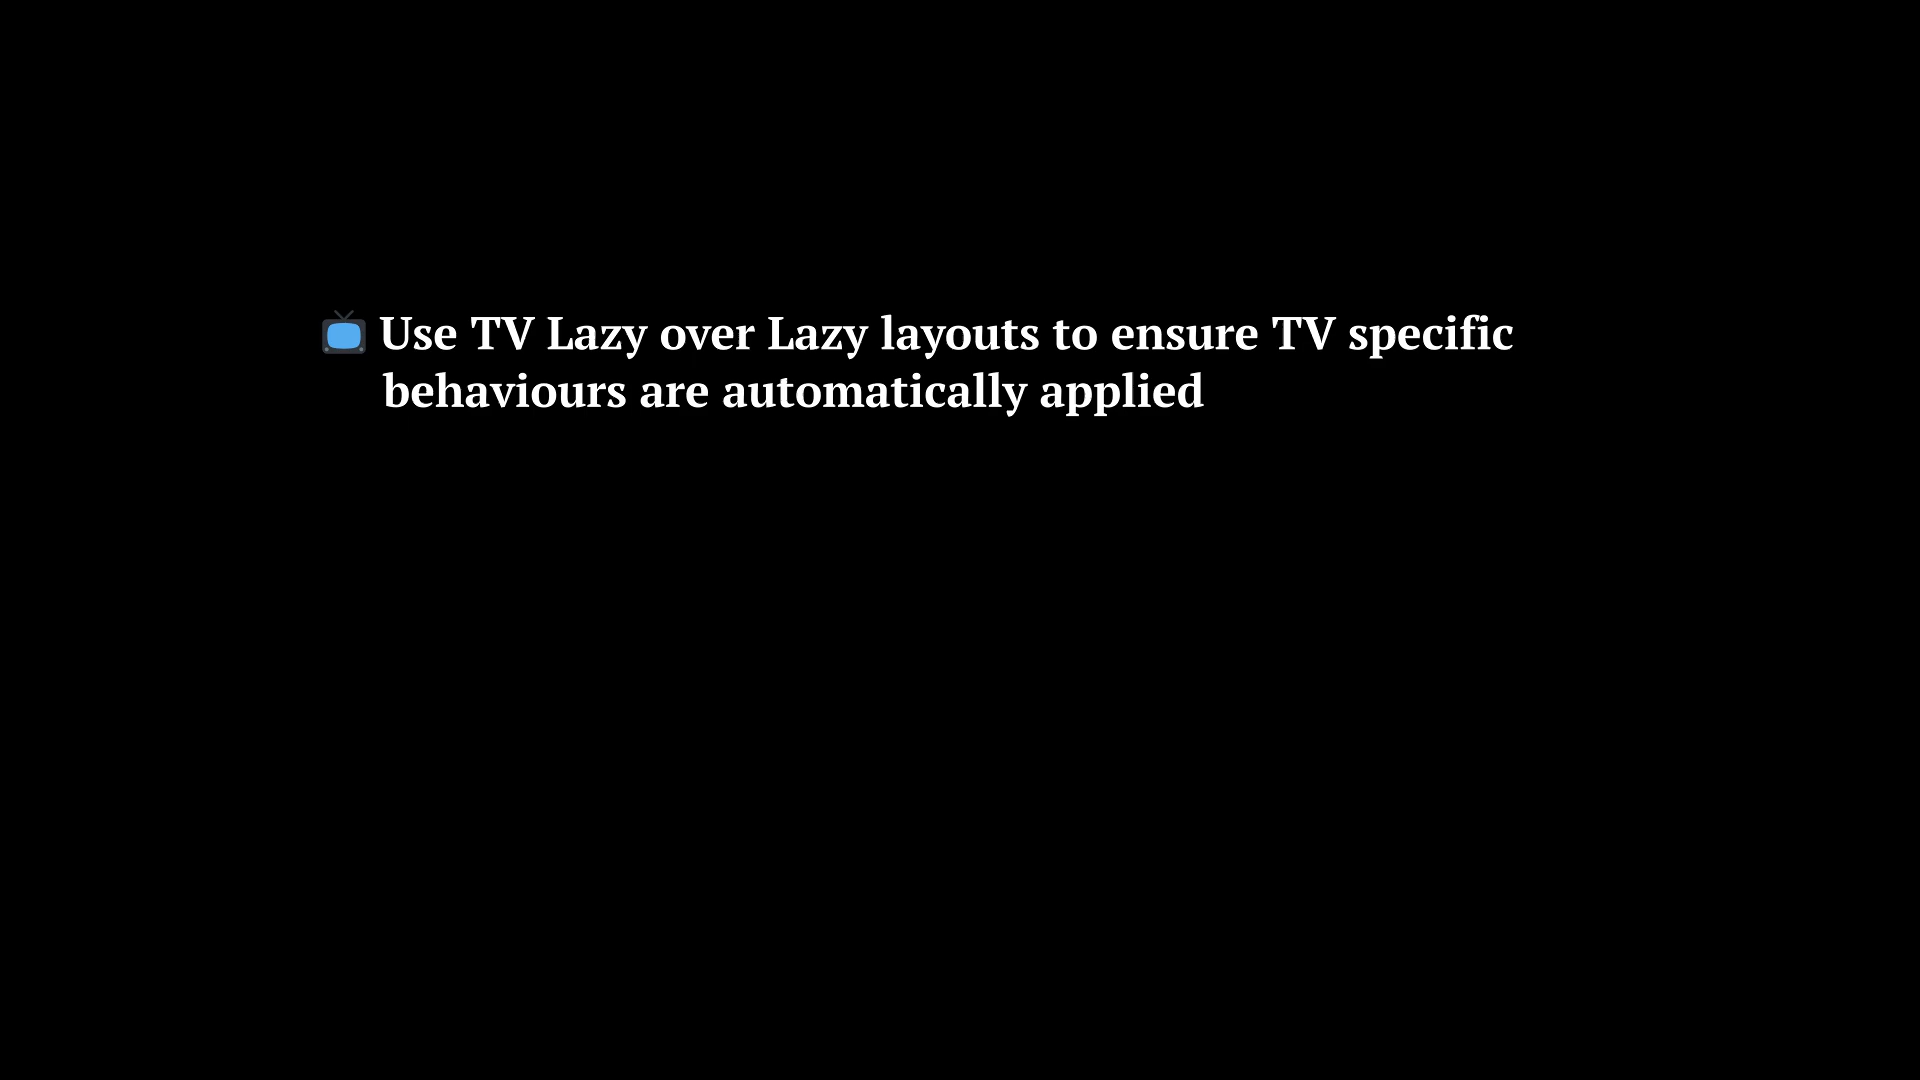 📺 Use TV Lazy over Lazy layouts to ensure TV specific
behaviours are automatically applied